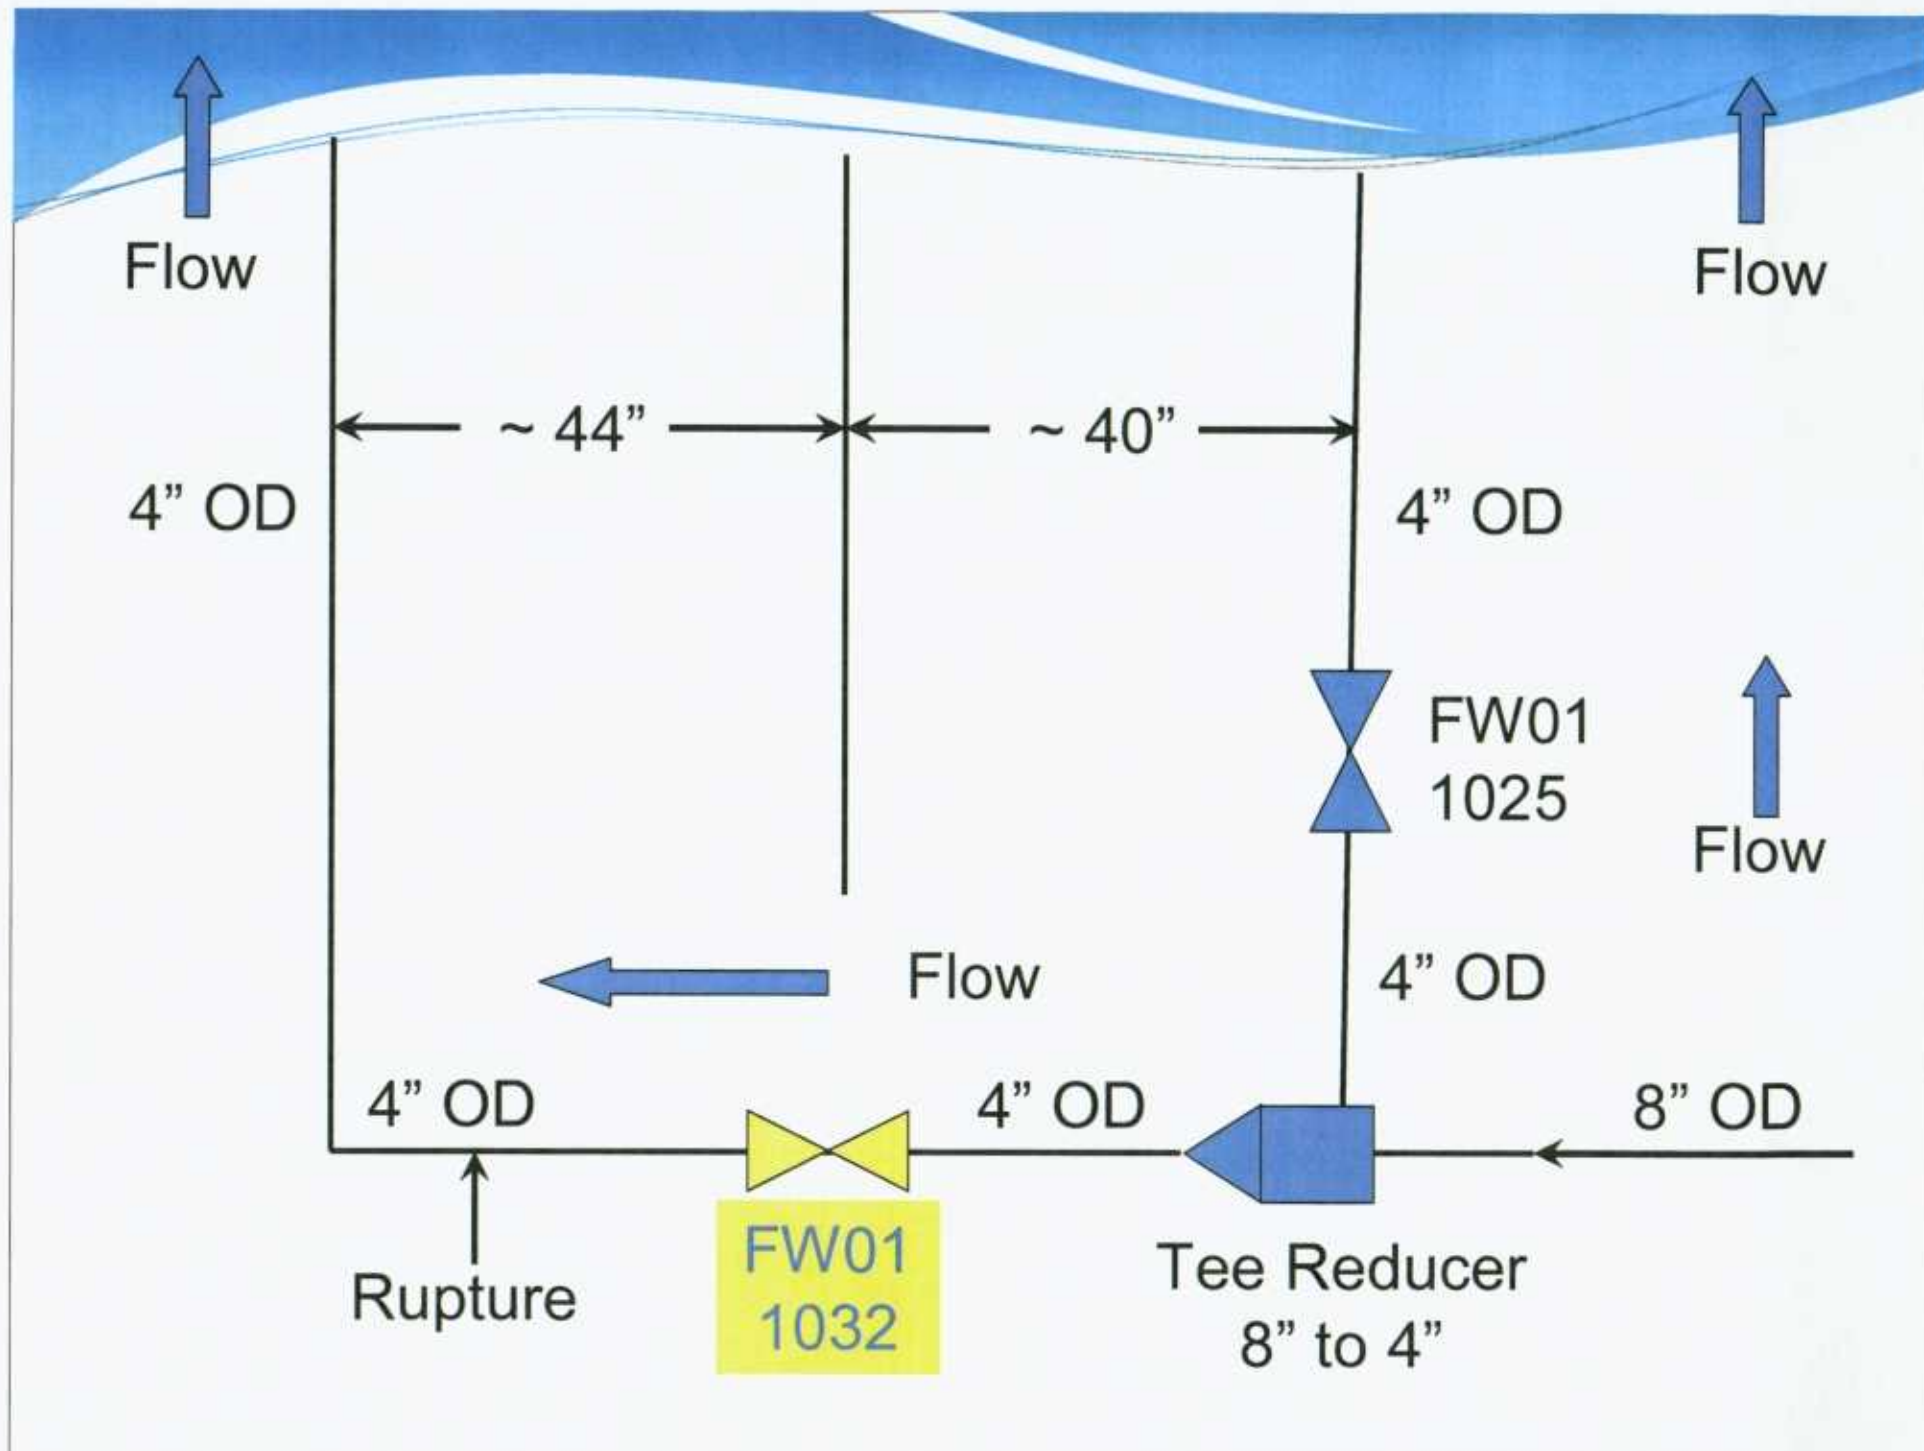 Flow
Flow
~ 44”
~ 40”
4” OD
4” OD
FW01
1025
Flow
Flow
4” OD
4” OD
4” OD
8” OD
FW01
1032
Rupture
Tee Reducer
8” to 4”